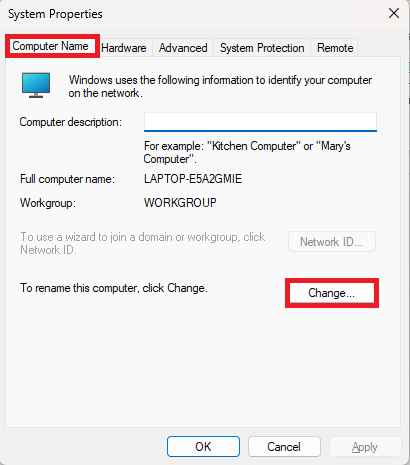 System Properties
Computer Name Hardware Advanced System Protection Remote
Windows uses the following information to identify your computer
on the network.
Computer description:
For example: "Kitchen Computer" or "Mary's
Computer".
Full computer name: LAPTOP-E5A2GMIE
Workgroup: WORKGROUP
To use a wizard to join a domain or workgroup, click
Network ID.
Network ID...
To rename this computer, click Change.
Change...
OK Cancel Apply